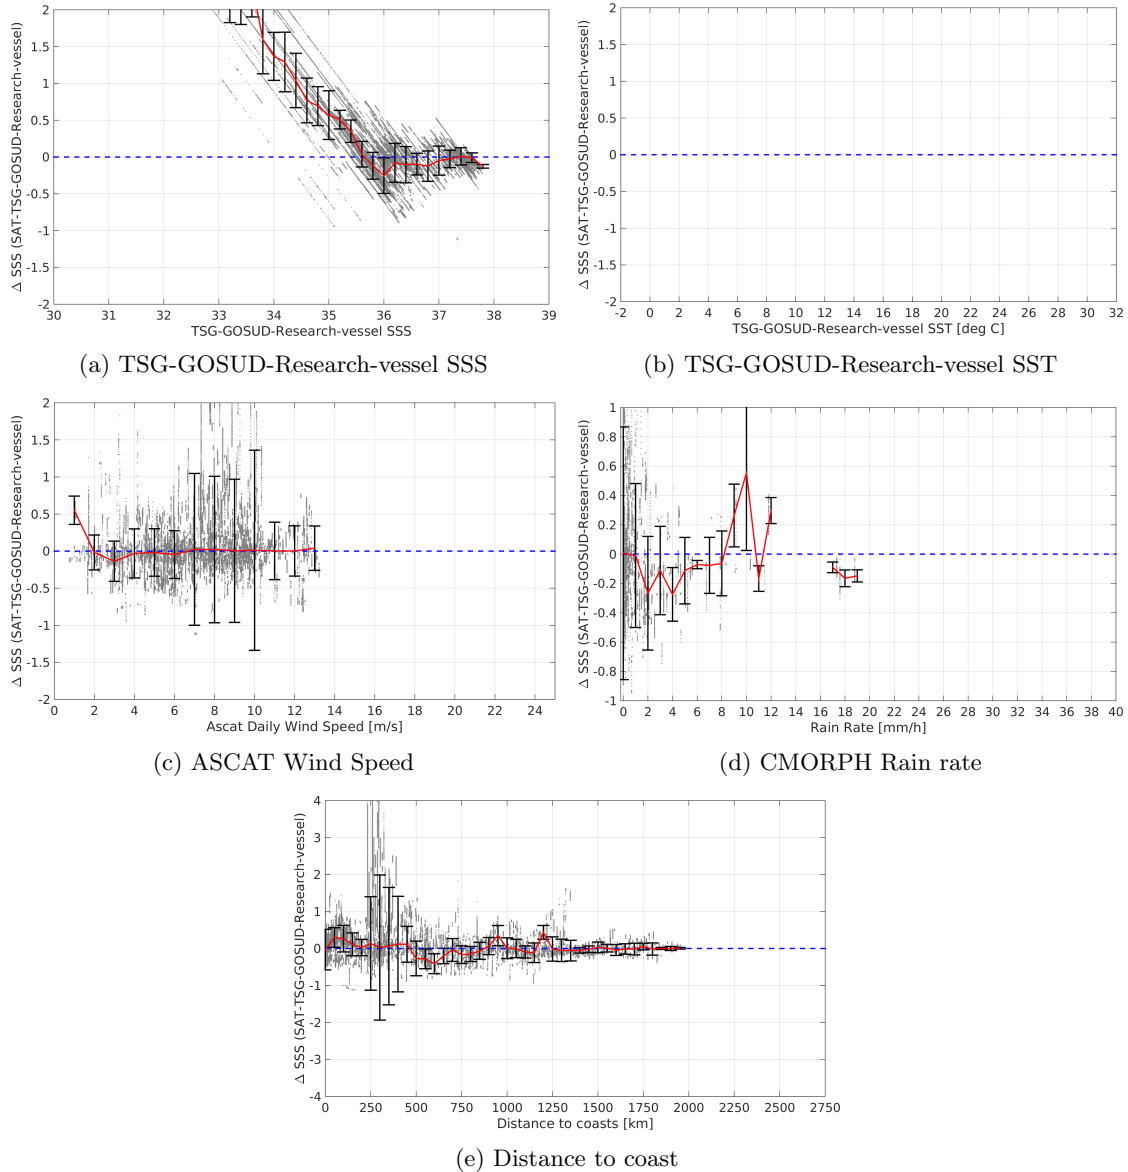 2
1.5
1
0.5
0
-0.5
-1
-1.5
-2
Δ SSS (SAT-TSG-GOSUD-Research-vessel)
30 31 32 33 34 35 36 37 38 39
TSG-GOSUD-Research-vessel SSS
(a) TSG-GOSUD-Research-vessel SSS
2
1.5
1
0.5
0
-0.5
-1
-1.5
-2
Δ SSS (SAT-TSG-GOSUD-Research-vessel)
-2 0 2 4 6 8 10 12 14 16 18 20 22 24 26 28 30 32
TSG-GOSUD-Research-vessel SST [deg C]
(b) TSG-GOSUD-Research-vessel SST
2
1.5
1
0.5
0
-0.5
-1
-1.5
-2
Δ SSS (SAT-TSG-GOSUD-Research-vessel)
0 2 4 6 8 10 12 14 16 18 20 22 24
Ascat Daily Wind Speed [m/s]
(c) ASCAT Wind Speed
1
0.8
0.6
0.4
0.2
0
-0.2
-0.4
-0.6
-0.8
-1
Δ SSS (SAT-TSG-GOSUD-Research-vessel)
0 2 4 6 8 10 12 14 16 18 20 22 24 26 28 30 32 34 36 38 40
Rain Rate [mm/h]
(d) CMORPH Rain rate
4
3
2
1
0
-1
-2
-3
-4
Δ SSS (SAT-TSG-GOSUD-Research-vessel)
0 250 500 750 1000 1250 1500 1750 2000 2250 2500 2750
Distance to coasts [km]
(e) Distance to coast